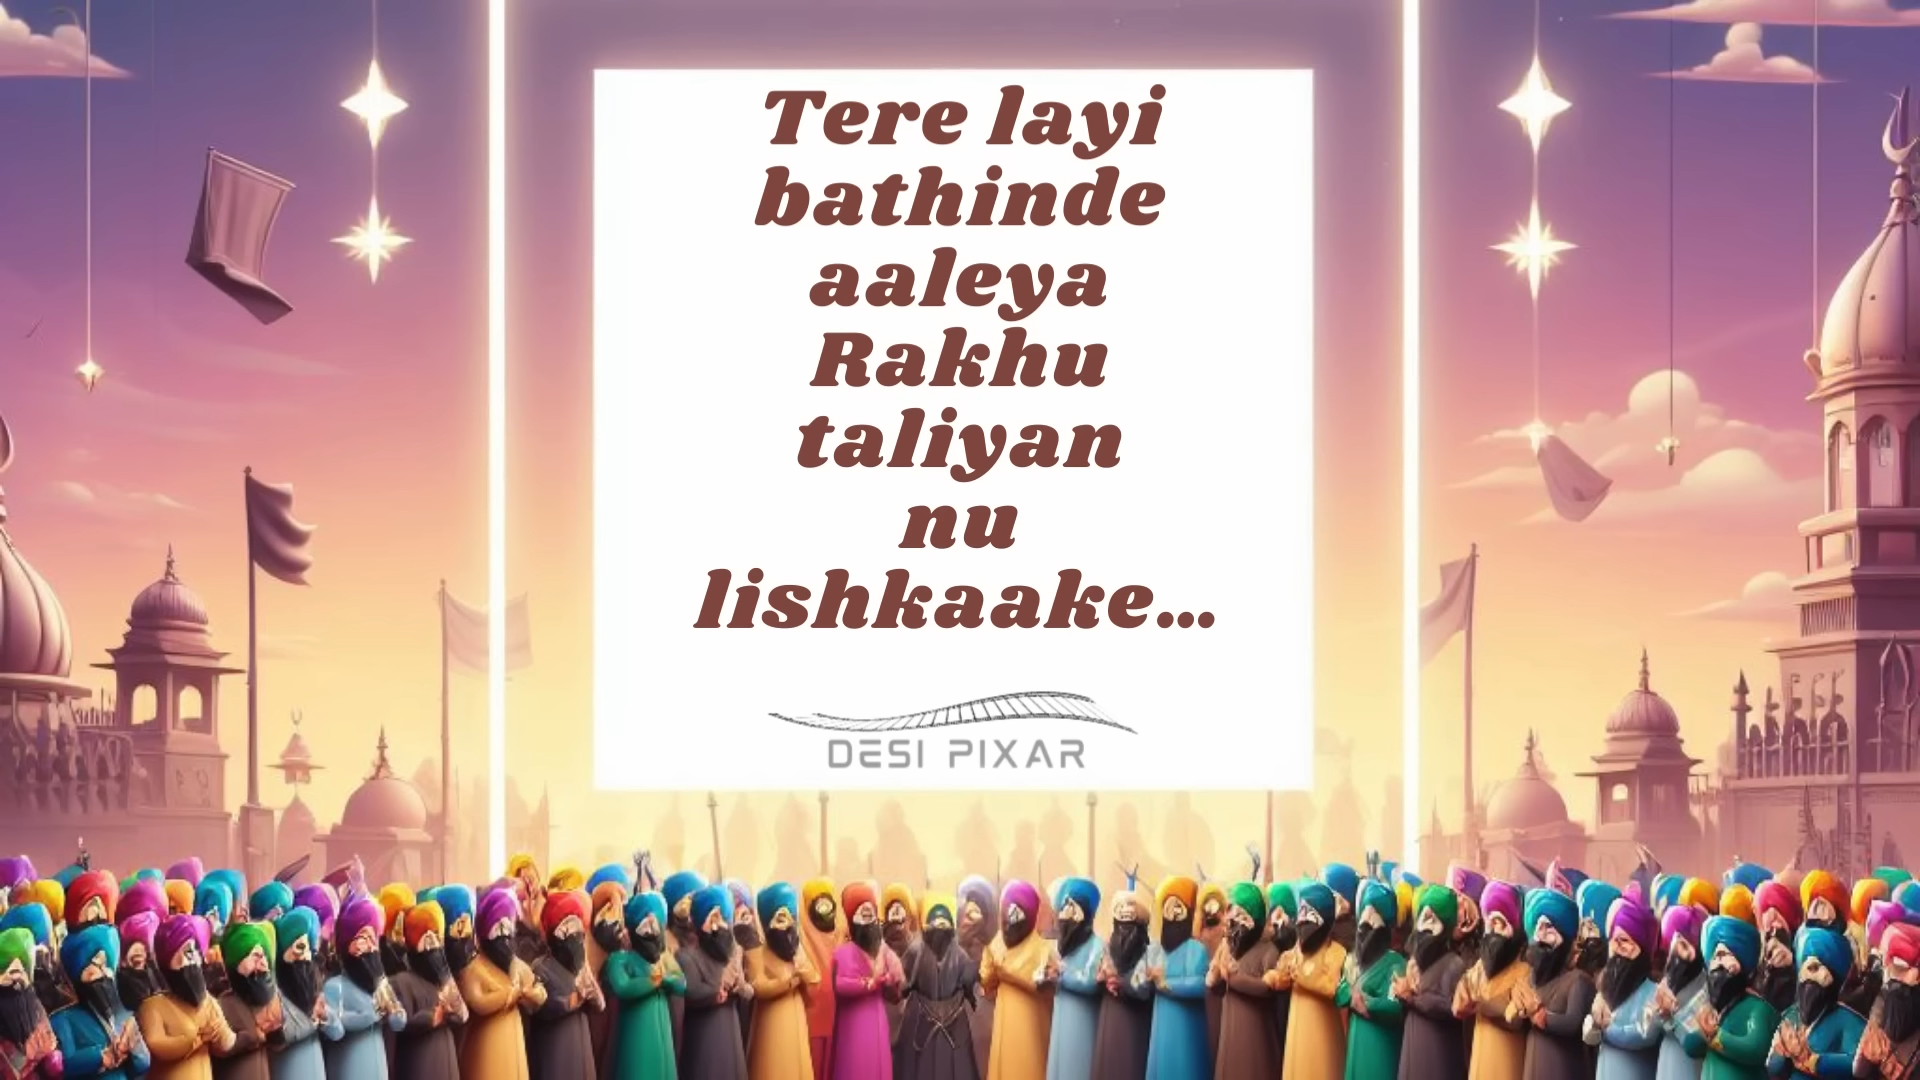 Tere layi
bathinde
aaleya
Rakhu
taliyan
nu
lishkaake...
DESI PIXAR